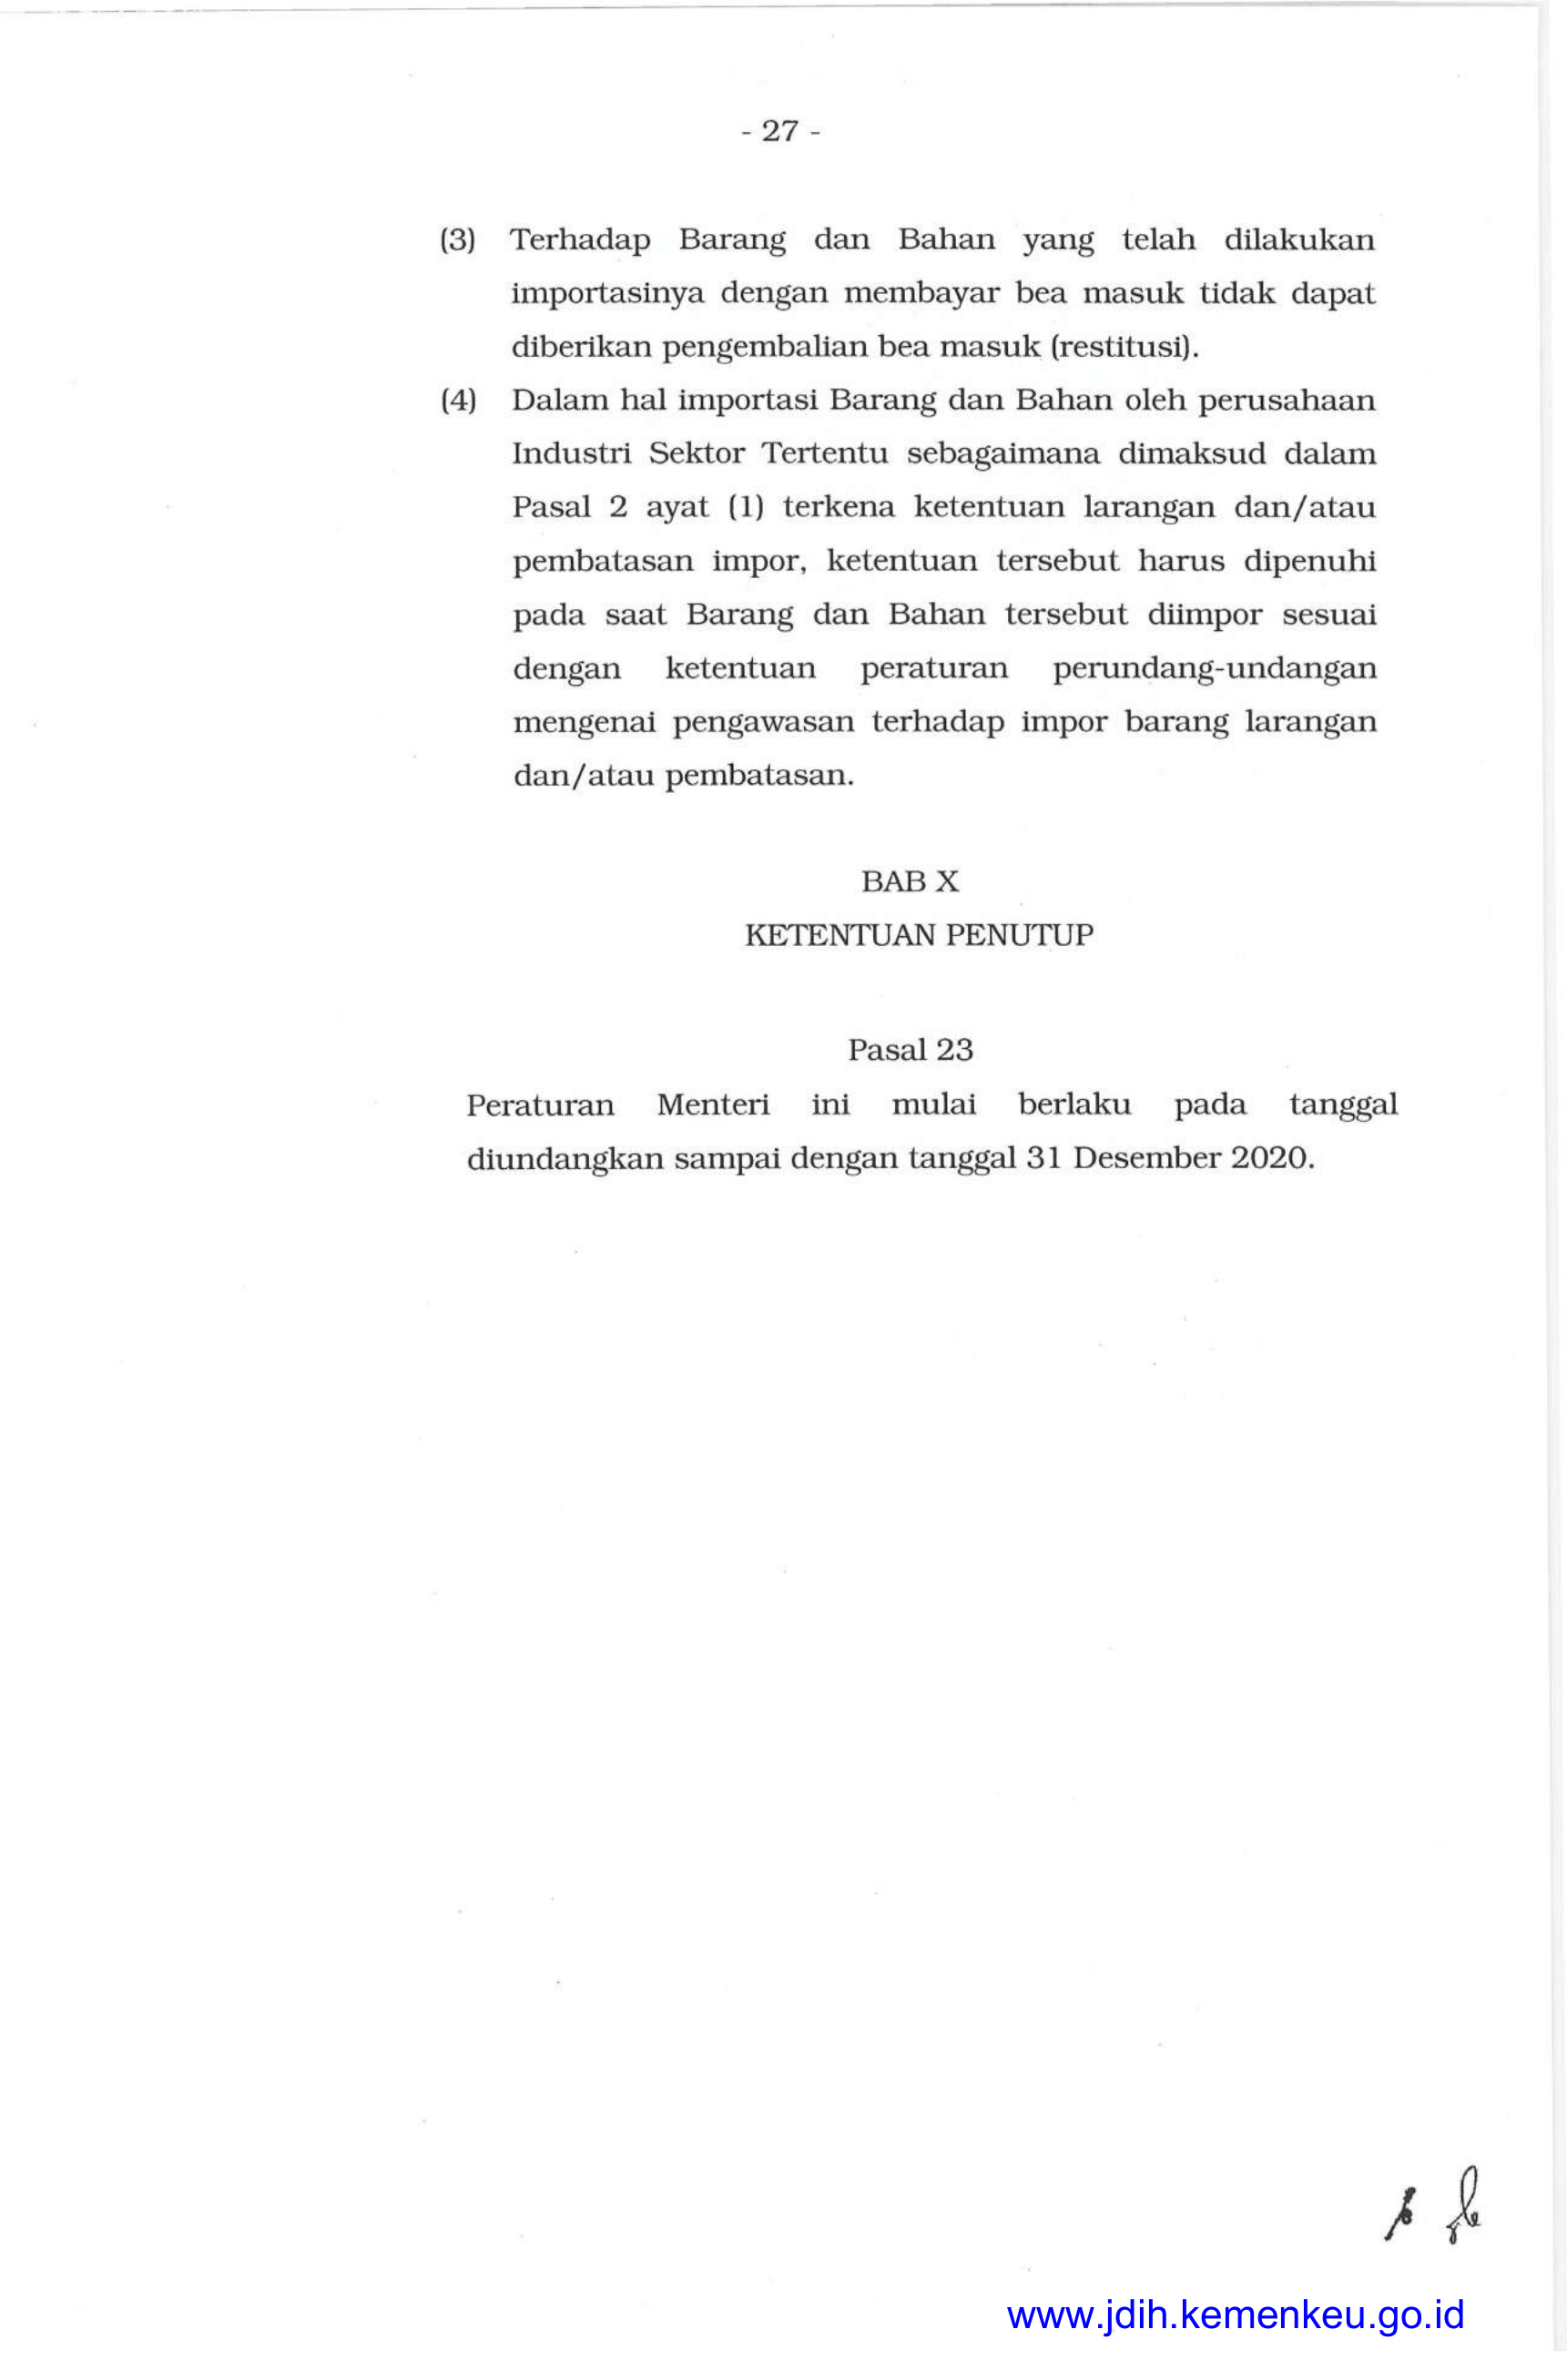 - 27 -
(3) Terhadap Barang dan Bahan yang telah dilakukan
importasinya dengan membayar bea masuk tidak dapat
diberikan pengembalian bea masuk (restitusi).
(4) Dalam hal importasi Barang dan Bahan oleh perusahaan
Industri Sektor Tertentu sebagaimana dimaksud dalam
Pasal 2 ayat (1) terkena ketentuan larangan dan/atau
pembatasan impor, ketentuan tersebut harus dipenuhi
pada saat Barang dan Bahan tersebut diimpor sesuai
dengan ketentuan peraturan perundang-undangan
mengenai pengawasan terhadap impor barang larangan
dan/atau pembatasan.
BAB X
KETENTUAN PENUTUP
Pasal 23
Peraturan Menteri ini mulai berlaku pada tanggal
diundangkan sampai dengan tanggal 31 Desember 2020.
www.jdih.kemenkeu.go.id